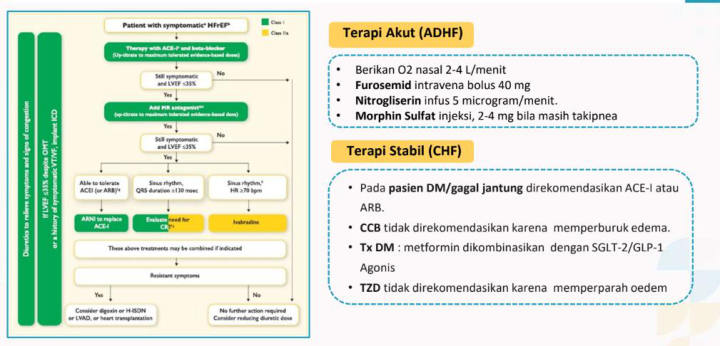 Class I
Class IIa
Patient with symptomatic HFrEF
Therapy with ACE-I and beta-blocker
(Up-titrate to maximum tolerated evidence-based doses)
Still symptomatic
and LVEF ≤35%
No
Yes
Add MR antagonist
(up-titrate to maximum tolerated evidence-based dose)
Still symptomatic
and LVEF ≤35%
No
Yes
Able to tolerate
ACEI (or ARB)
Sinus rhythm,
QRS duration ≥130 msec
Sinus rhythm,
HR ≥70 bpm
ARNI to replace
ACE-I
Evaluate need for
CRT
Ivabradine
These above treatments may be combined if indicated
Resistant symptoms
Yes
No
Consider digoxin or H-ISDN
or LVAD, or heart transplantation
No further action required
Consider reducing diuretic dose
Diuretics to relieve symptoms and signs of congestion
If LVEF ≤35% despite OMT
or a history of symptomatic VT/VF, implant ICD
Terapi Akut (ADHF)
• Berikan O2 nasal 2-4 L/menit
• Furosemid intravena bolus 40 mg
• Nitrogliserin infus 5 microgram/menit.
• Morphin Sulfat injeksi, 2-4 mg bila masih takipnea
Terapi Stabil (CHF)
• Pada pasien DM/gagal jantung direkomendasikan ACE-I atau
ARB.
• CCB tidak direkomendasikan karena memperburuk edema.
• Tx DM : metformin dikombinasikan dengan SGLT-2/GLP-1
Agonis
• TZD tidak direkomendasikan karena memperparah oedem